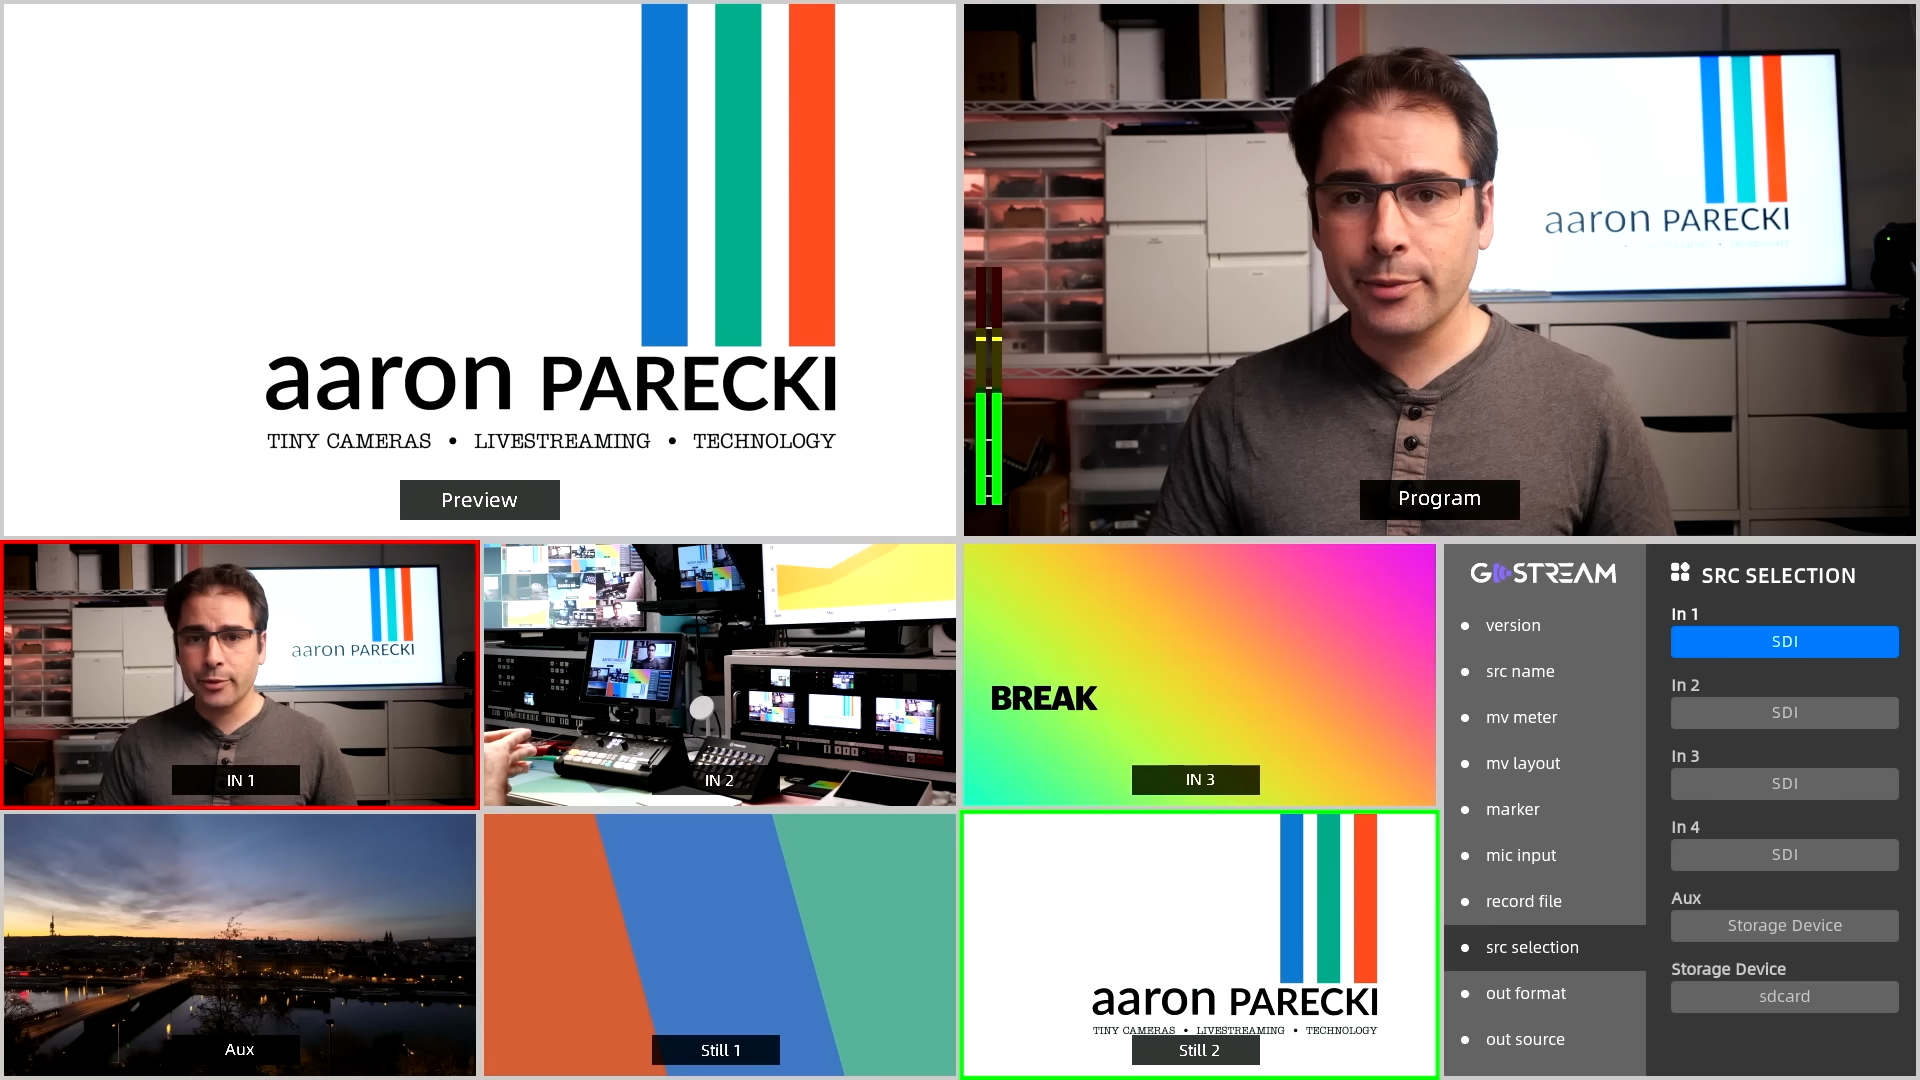 aaron PARECKI
TINY CAMERAS • LIVESTREAMING • TECHNOLOGY
Preview
aaron PARECKI
Program
aaron PARECKI
IN 1
IN 2
BREAK
IN 3
Aux
Still 1
aaron PARECKI
TINY CAMERAS • LIVESTREAMING • TECHNOLOGY
Still 2
GOSTREAM
version
src name
mv meter
mv layout
marker
mic input
record file
src selection
out format
out source
SRC SELECTION
In 1
SDI
In 2
SDI
In 3
SDI
In 4
SDI
Aux
Storage Device
Storage Device
sdcard